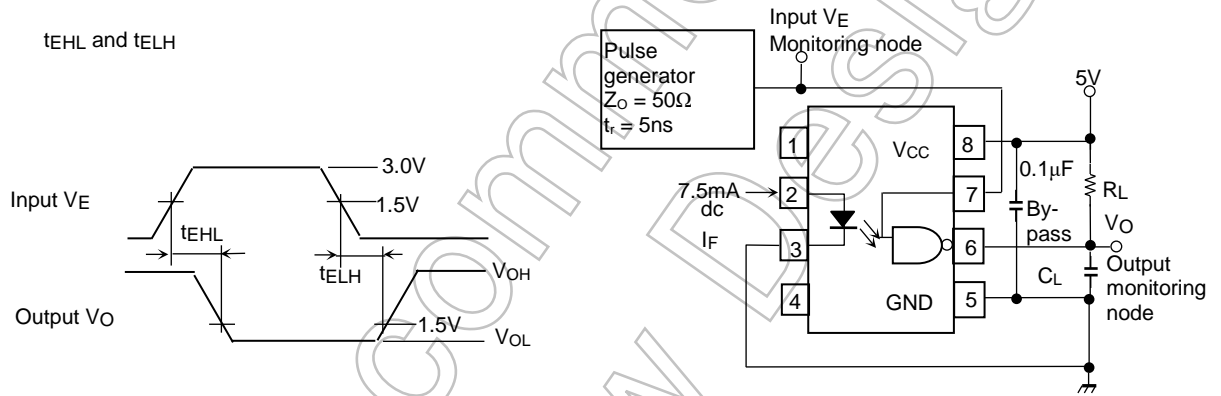 tEHL and tELH
Input VE
3.0V
1.5V
tEHL
tELH
Output VO
VOH
1.5V
VOL
Pulse
generator
ZO = 50Ω
tr = 5ns
Input VE
Monitoring node
5V
1
2
3
4
VCC
GND
8
7
6
5
7.5mA
dc
IF
0.1μF
By-
pass
RL
VO
CL
Output
monitoring
node